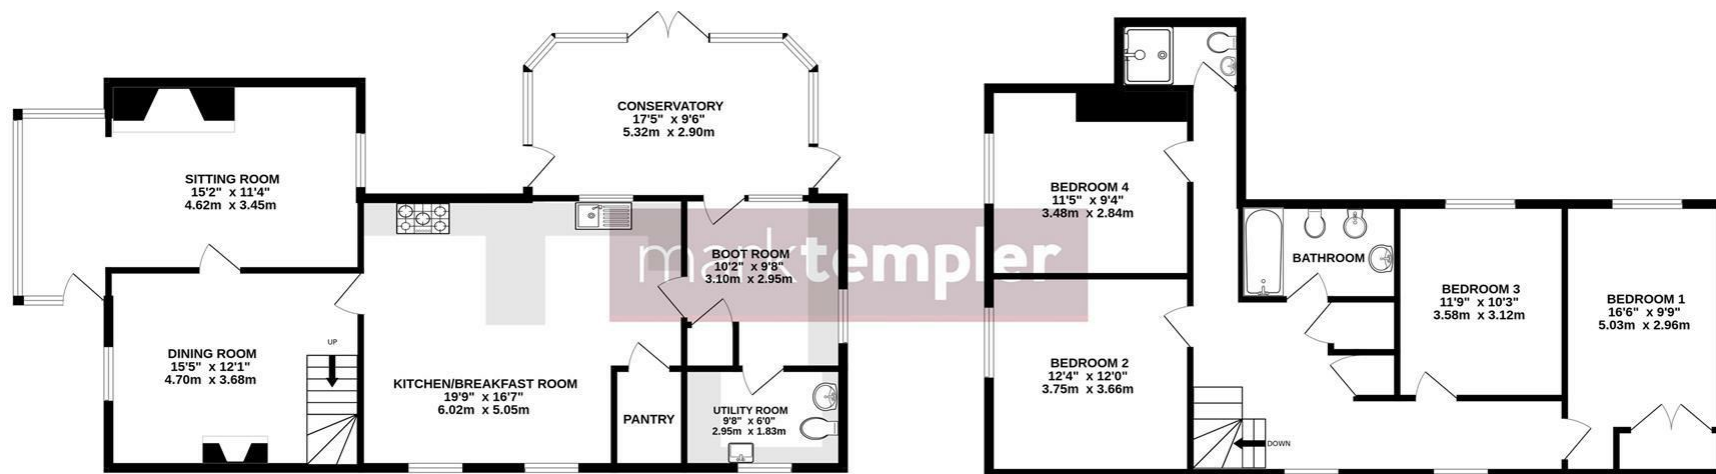 CONSERVATORY
17'5" x 9'6"
5.32m x 2.90m
SITTING ROOM
15'2" x 11'4"
4.62m x 3.45m
BOOT ROOM
10'2" x 9'8"
3.10m x 2.95m
DINING ROOM
15'5" x 12'1"
4.70m x 3.68m
UP
KITCHEN/BREAKFAST ROOM
19'9" x 16'7"
6.02m x 5.05m
PANTRY
UTILITY ROOM
9'8" x 6'0"
2.95m x 1.83m
marktempler
BEDROOM 4
11'5" x 9'4"
3.48m x 2.84m
BATHROOM
BEDROOM 3
11'9" x 10'3"
3.58m x 3.12m
BEDROOM 1
16'6" x 9'9"
5.03m x 2.96m
BEDROOM 2
12'4" x 12'0"
3.75m x 3.66m
DOWN